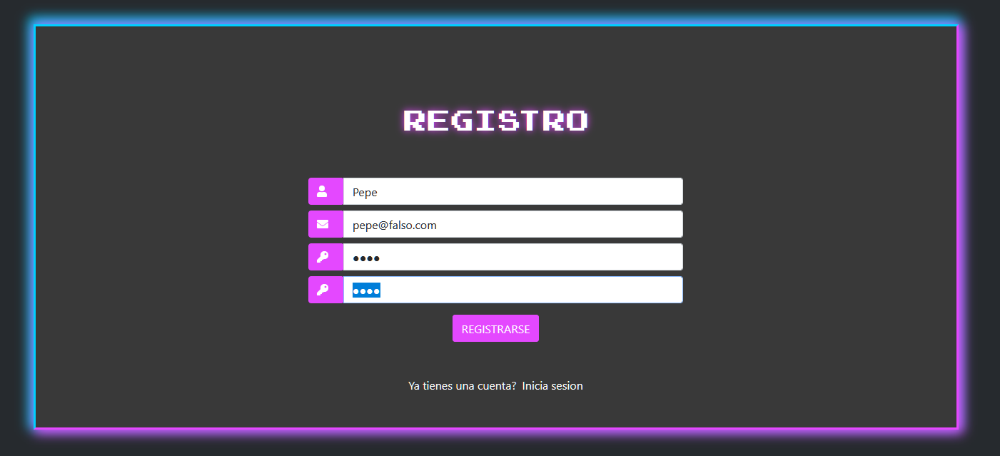 REGISTRO
Pepe
pepe@falso.com
••••
••••
REGISTRARSE
Ya tienes una cuenta? Inicia sesion